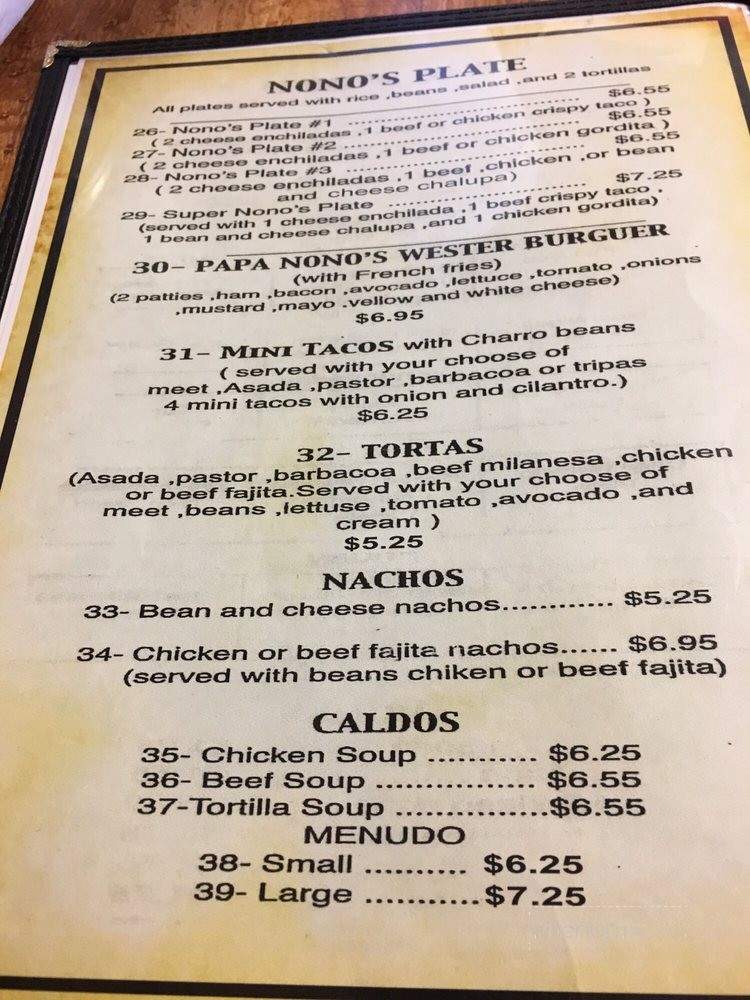 NONO'S PLATE
All plates served with rice ,beans ,salad ,and 2 tortillas
26- Nono's Plate #1 .............................. $6.55
( 2 cheese enchiladas ,1 beef or chicken crispy taco )
27- Nono's Plate #2 .............................. $6.55
( 2 cheese enchiladas ,1 beef or chicken gordita )
28- Nono's Plate #3 .............................. $6.55
( 2 cheese enchiladas ,1 beef ,chicken ,or bean
and cheese chalupa)
29- Super Nono's Plate .......................... $7.25
(served with 1 cheese enchilada ,1 beef crispy taco ,
1 bean and cheese chalupa ,and 1 chicken gordita)
30- PAPA NONO'S WESTER BURGUER
(with French fries)
(2 patties ,ham ,bacon ,avocado ,lettuce ,tomato ,onions
,mustard ,mayo .vellow and white cheese)
$6.95
31- MINI TACOS with Charro beans
( served with your choose of
meet ,Asada ,pastor ,barbacoa or tripas
4 mini tacos with onion and cilantro.)
$6.25
32- TORTAS
(Asada ,pastor ,barbacoa ,beef milanesa ,chicken
or beef fajita.Served with your choose of
meet ,beans ,lettuse ,tomato ,avocado ,and
cream )
$5.25
NACHOS
33- Bean and cheese nachos............ $5.25
34- Chicken or beef fajita nachos...... $6.95
(served with beans chiken or beef fajita)
CALDOS
35- Chicken Soup ........... $6.25
36- Beef Soup ................ $6.55
37-Tortilla Soup ...............$6.55
MENUDO
38- Small .......... $6.25
39- Large ...........$7.25